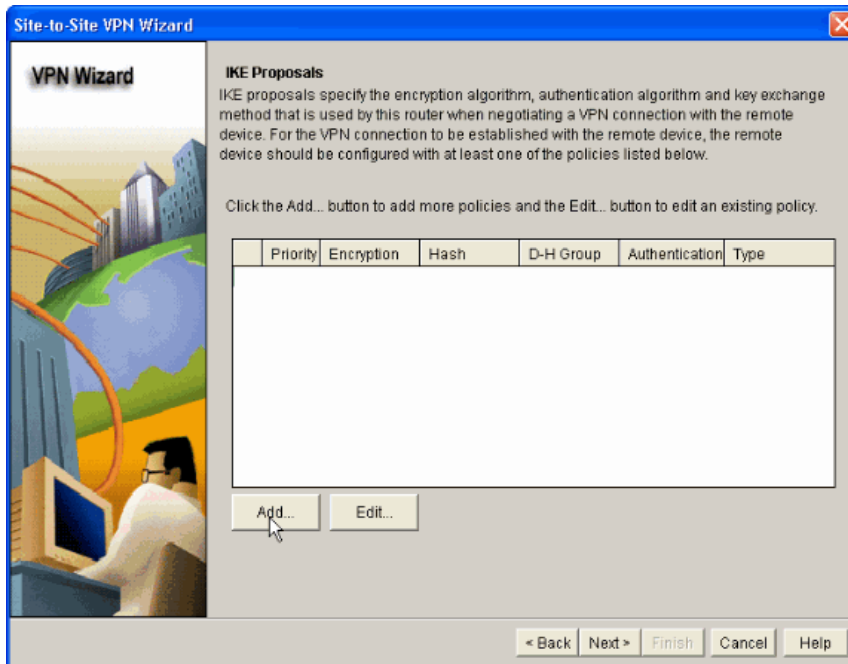 Site-to-Site VPN Wizard
VPN Wizard
IKE Proposals
IKE proposals specify the encryption algorithm, authentication algorithm and key exchange
method that is used by this router when negotiating a VPN connection with the remote
device. For the VPN connection to be established with the remote device, the remote
device should be configured with at least one of the policies listed below.
Click the Add... button to add more policies and the Edit... button to edit an existing policy.
Priority Encryption Hash D-H Group Authentication Type
Add... Edit...
< Back Next > Finish Cancel Help